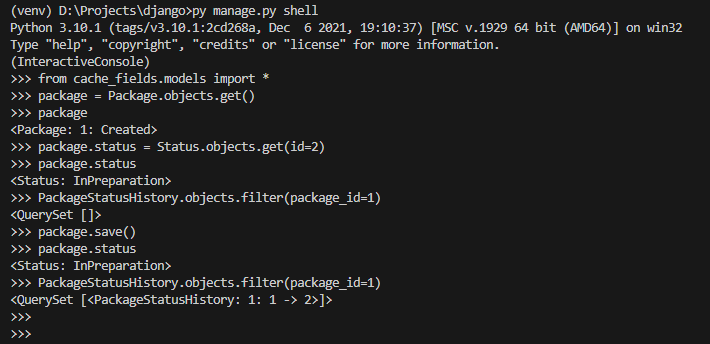 (venv) D:\Projects\django>py manage.py shell
Python 3.10.1 (tags/v3.10.1:2cd268a, Dec  6 2021, 19:10:37) [MSC v.1929 64 bit (AMD64)] on win32
Type "help", "copyright", "credits" or "license" for more information.
(InteractiveConsole)
>>> from cache_fields.models import *
>>> package = Package.objects.get()
>>> package
<Package: 1: Created>
>>> package.status = Status.objects.get(id=2)
>>> package.status
<Status: InPreparation>
>>> PackageStatusHistory.objects.filter(package_id=1)
<QuerySet []>
>>> package.save()
>>> package.status
<Status: InPreparation>
>>> PackageStatusHistory.objects.filter(package_id=1)
<QuerySet [<PackageStatusHistory: 1: 1 -> 2>]>
>>>
>>>